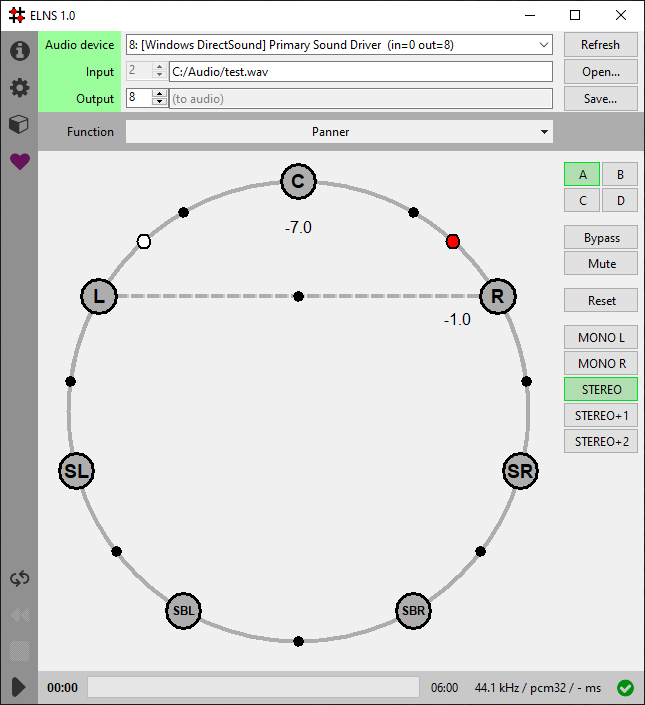 ELNS 1.0
Audio device 8: [Windows DirectSound] Primary Sound Driver (in=0 out=8) Refresh
Input 2 C:/Audio/test.wav Open...
Output 8 (to audio) Save...
Function Panner
A B
C D
Bypass
Mute
Reset
MONO L
MONO R
STEREO
STEREO+1
STEREO+2
C
-7.0
L R
-1.0
SL SR
SBL SBR
00:00 06:00 44.1 kHz / pcm32 / - ms